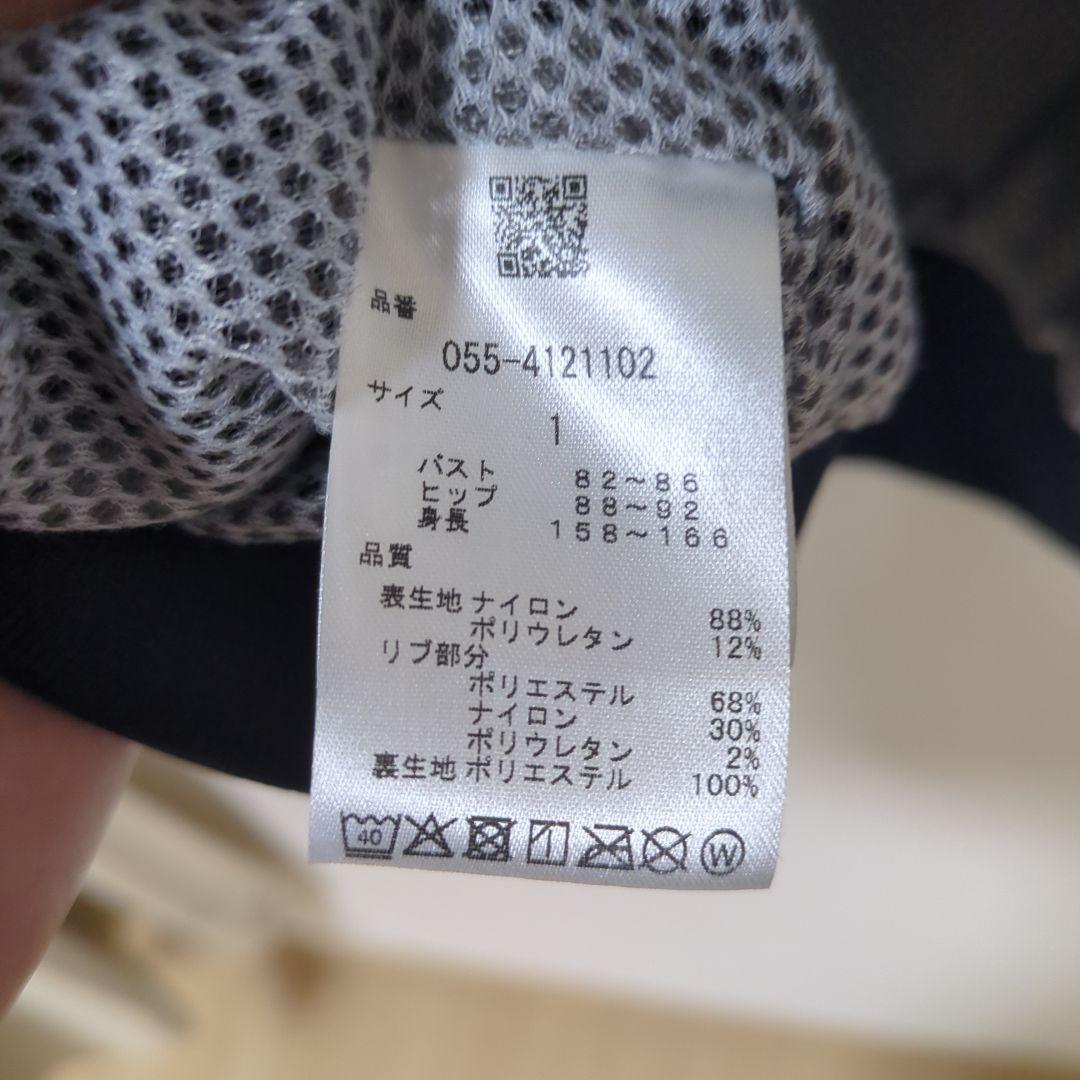 品番
055-4121102
サイズ
1
バスト 82~86
ヒップ 88~92
身長 158~166
品質
表生地 ナイロン 88%
ポリウレタン 12%
リブ部分
ポリエステル 68%
ナイロン 30%
ポリウレタン 2%
裏生地 ポリエステル 100%
40 W